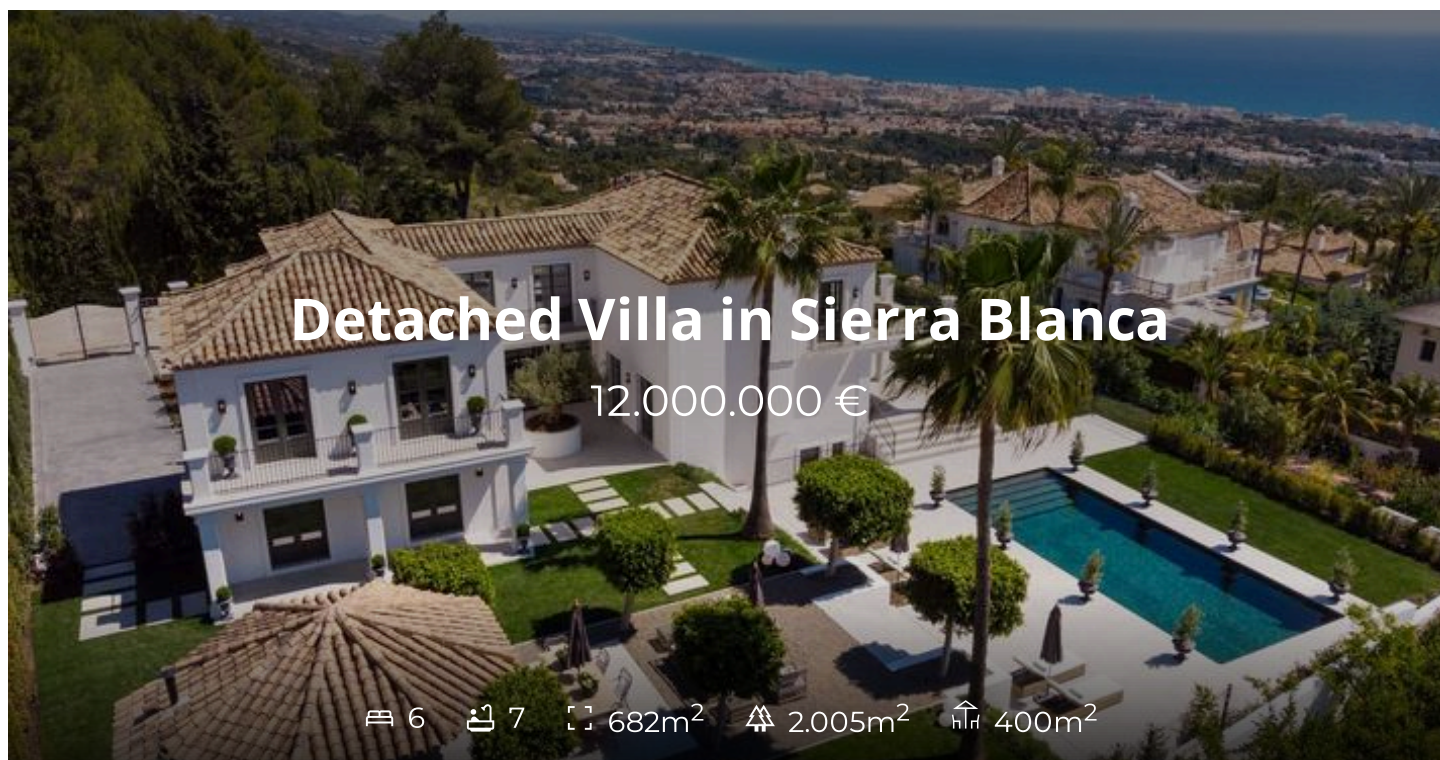 Detached Villa in Sierra Blanca
12.000.000 €
6 7 682m² 2.005m² 400m²